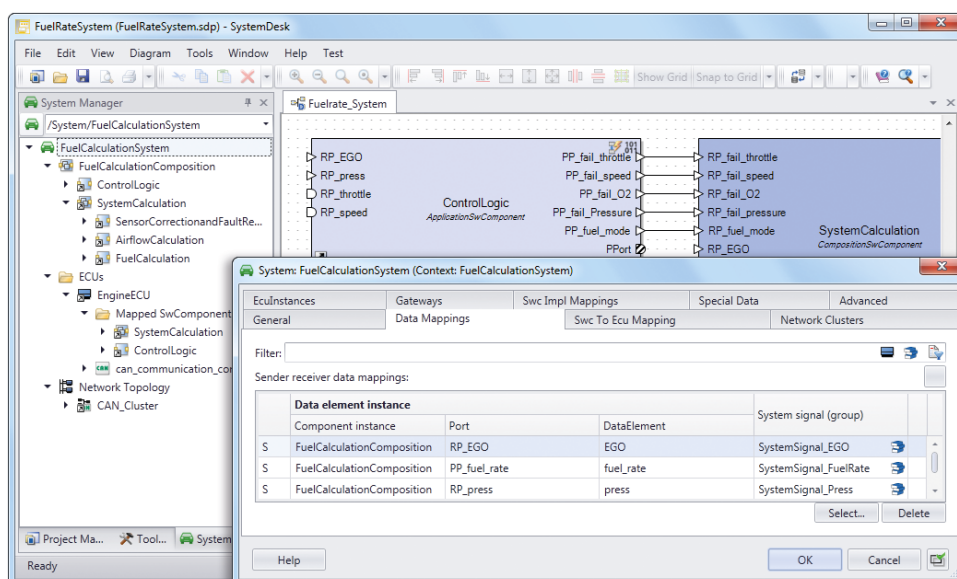 FuelRateSystem (FuelRateSystem.sdp) - SystemDesk
File Edit View Diagram Tools Window Help Test
Show Grid Snap to Grid
System Manager
/System/FuelCalculationSystem
FuelCalculationSystem
FuelCalculationComposition
ControlLogic
SystemCalculation
SensorCorrectionandFaultRe...
AirflowCalculation
FuelCalculation
ECUs
EngineECU
Mapped SwComponent
SystemCalculation
ControlLogic
CAN can_communication_cor
Network Topology
CAN_Cluster
Project Ma... Tool... System
Ready
Fuelrate_System
RP_EGO
RP_press
RP_throttle
RP_speed
ControlLogic
ApplicationSwComponent
101
011
PP_fail_throttle
PP_fail_speed
PP_fail_O2
PP_fail_Pressure
PP_fuel_mode
PPort
RP_fail_throttle
RP_fail_speed
RP_fail_O2
RP_fail_pressure
RP_fuel_mode
RP_EGO
SystemCalculation
CompositionSwComponent
System: FuelCalculationSystem (Context: FuelCalculationSystem)
EcuInstances Gateways Swc Impl Mappings Special Data Advanced
General Data Mappings Swc To Ecu Mapping Network Clusters
Filter:
Sender receiver data mappings:
Data element instance System signal (group)
Component instance Port DataElement
S FuelCalculationComposition RP_EGO EGO SystemSignal_EGO
S FuelCalculationComposition PP_fuel_rate fuel_rate SystemSignal_FuelRate
S FuelCalculationComposition RP_press press SystemSignal_Press
Select... Delete
Help OK Cancel